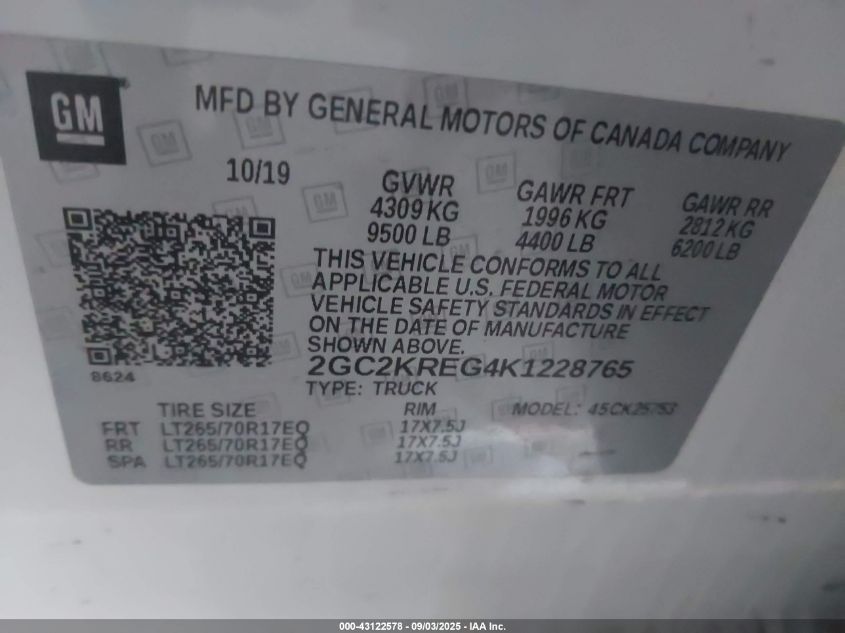 GM
MFD BY GENERAL MOTORS OF CANADA COMPANY
10/19
GVWR GAWR FRT GAWR RR
4309 KG 1996 KG 2812 KG
9500 LB 4400 LB 6200 LB
THIS VEHICLE CONFORMS TO ALL
APPLICABLE U.S. FEDERAL MOTOR
VEHICLE SAFETY STANDARDS IN EFFECT
ON THE DATE OF MANUFACTURE
SHOWN ABOVE.
2GC2KREG4K1228765
8624
TYPE: TRUCK
TIRE SIZE RIM MODEL: 4SCK25753
FRT LT265/70R17EQ 17X7.5J
RR LT265/70R17EQ 17X7.5J
SPA LT265/70R17EQ 17X7.5J
000-43122578 - 09/03/2025 - IAA Inc.